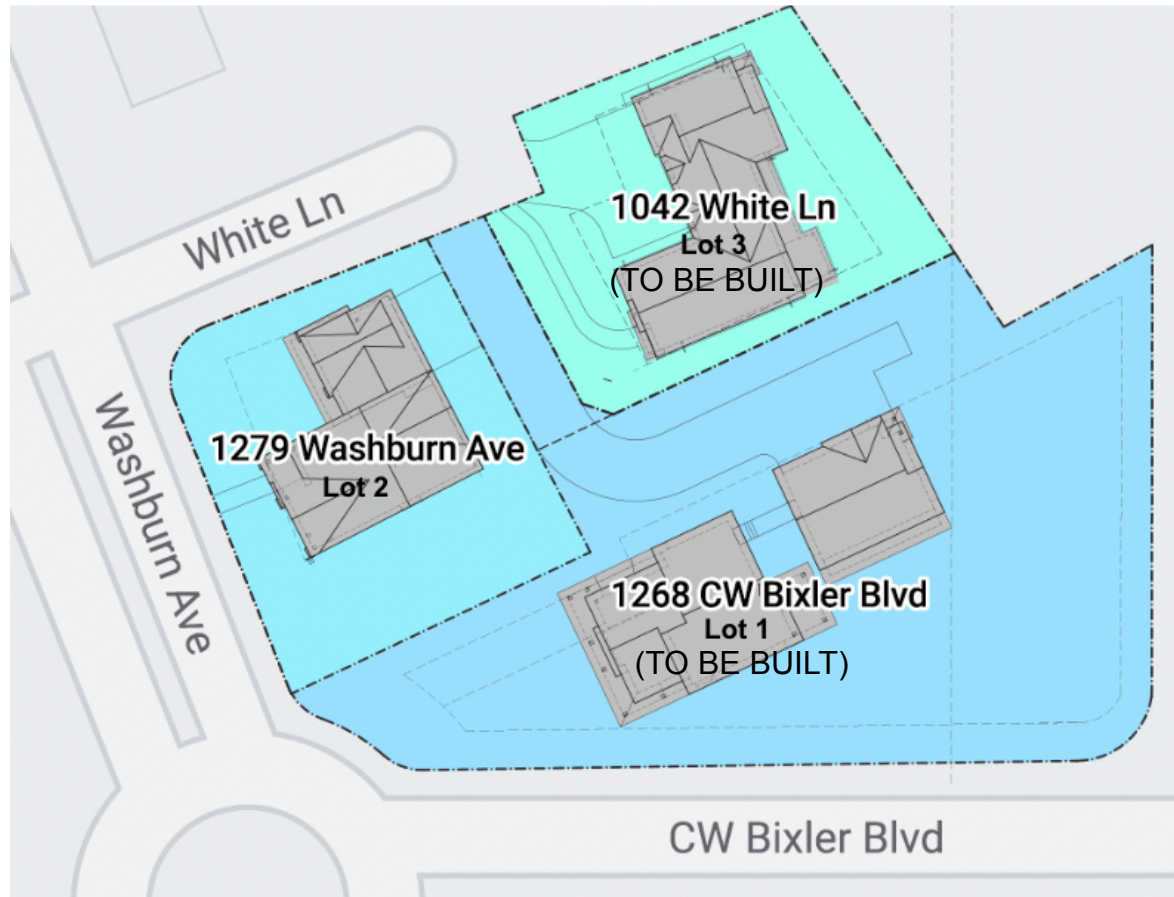 White Ln
1042 White Ln
Lot 3
(TO BE BUILT)
Washburn Ave
1279 Washburn Ave
Lot 2
1268 CW Bixler Blvd
Lot 1
(TO BE BUILT)
CW Bixler Blvd